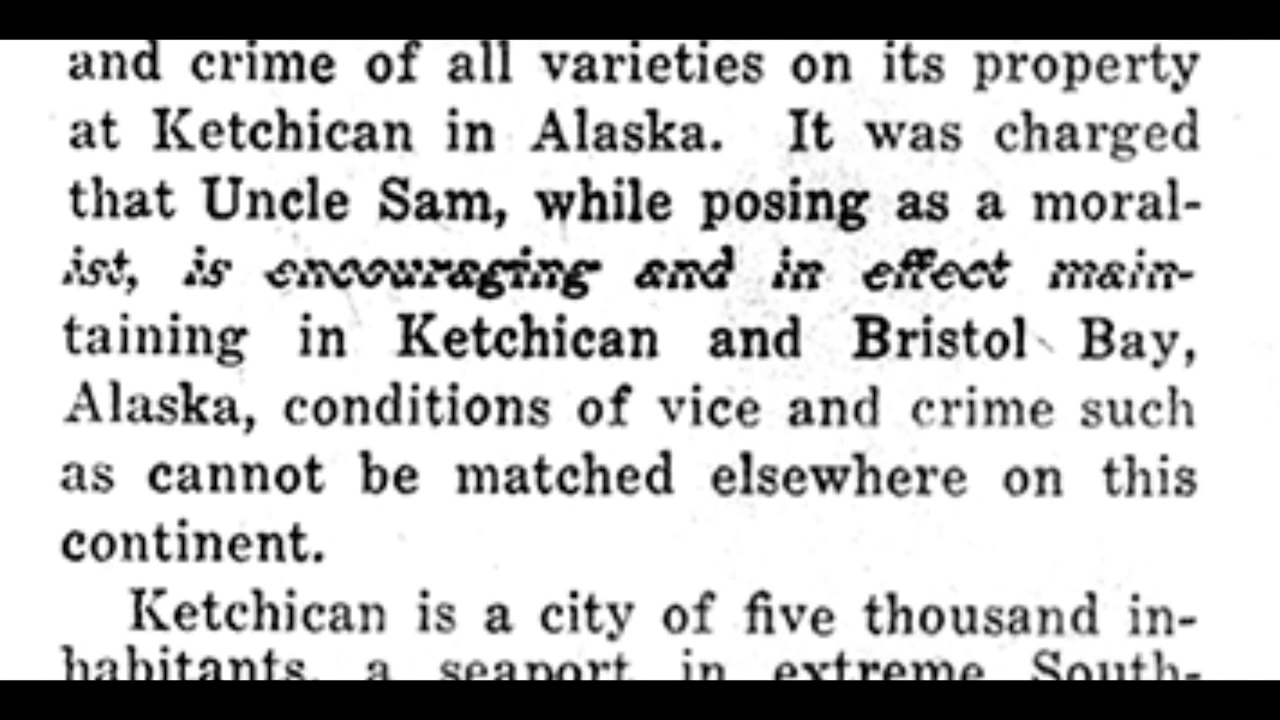 and crime of all varieties on its property
at Ketchican in Alaska. It was charged
that Uncle Sam, while posing as a moral-
ist, is encouraging and in effect main-
taining in Ketchican and Bristol Bay,
Alaska, conditions of vice and crime such
as cannot be matched elsewhere on this
continent.
Ketchican is a city of five thousand in-
habitants, a seaport in extreme South-